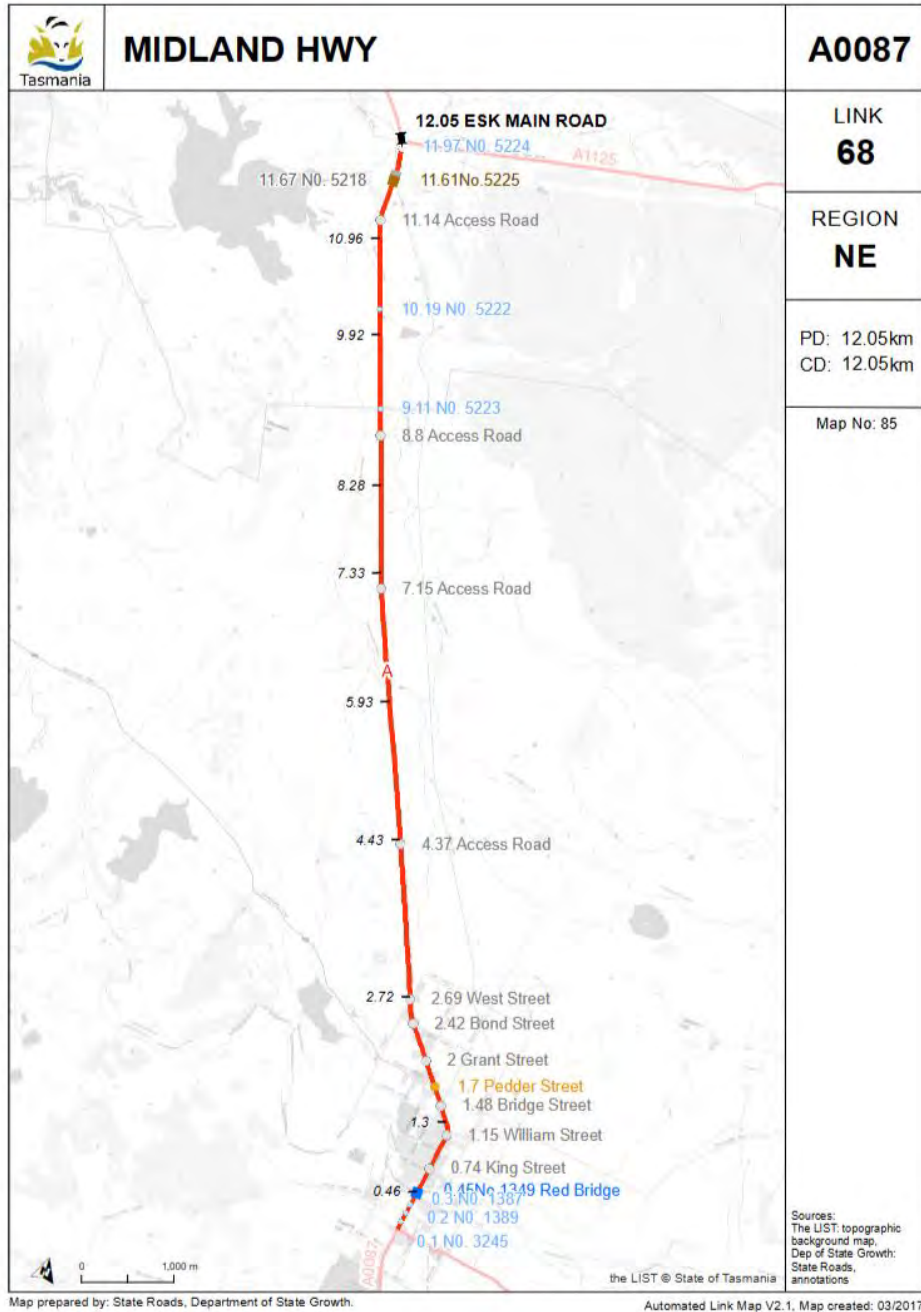 Tasmania
MIDLAND HWY
A0087
LINK
68
REGION
NE
PD: 12.05km
CD: 12.05km
Map No: 85
12.05 ESK MAIN ROAD
11.97 N0. 5224
A1125
11.67 N0. 5218
11.61No.5225
11.14 Access Road
10.96
10.19 N0. 5222
9.92
9.11 N0. 5223
8.8 Access Road
8.28
7.33
7.15 Access Road
A
5.93
4.43
4.37 Access Road
2.72
2.69 West Street
2.42 Bond Street
2 Grant Street
1.7 Pedder Street
1.48 Bridge Street
1.3
1.15 William Street
0.74 King Street
0.46
0.45No.1349 Red Bridge
0.3 N0. 1387
0.2 N0. 1389
0.1 N0. 3245
A0087
0
1,000 m
the LIST © State of Tasmania
Sources:
The LIST: topographic
background map,
Dep of State Growth:
State Roads,
annotations
Map prepared by: State Roads, Department of State Growth.
Automated Link Map V2.1, Map created: 03/2017